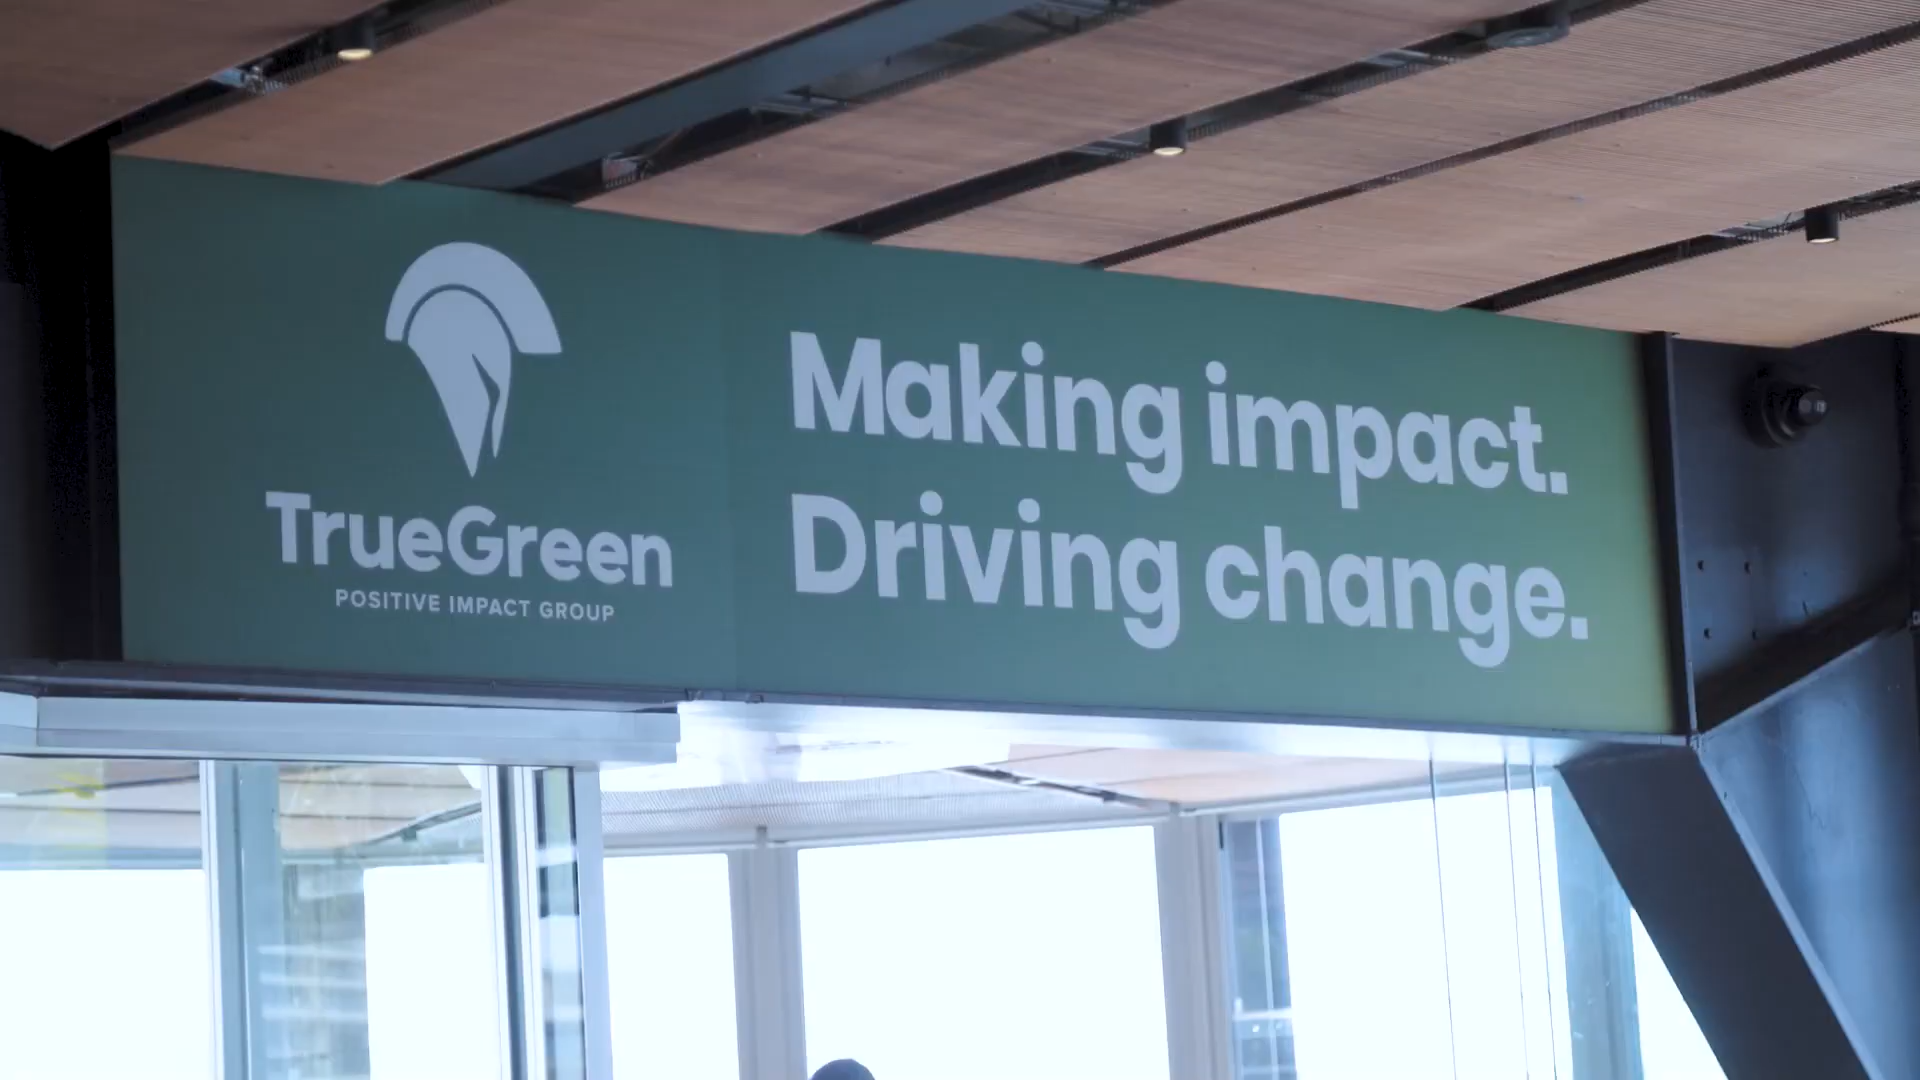 TrueGreen
POSITIVE IMPACT GROUP
Making impact.
Driving change.